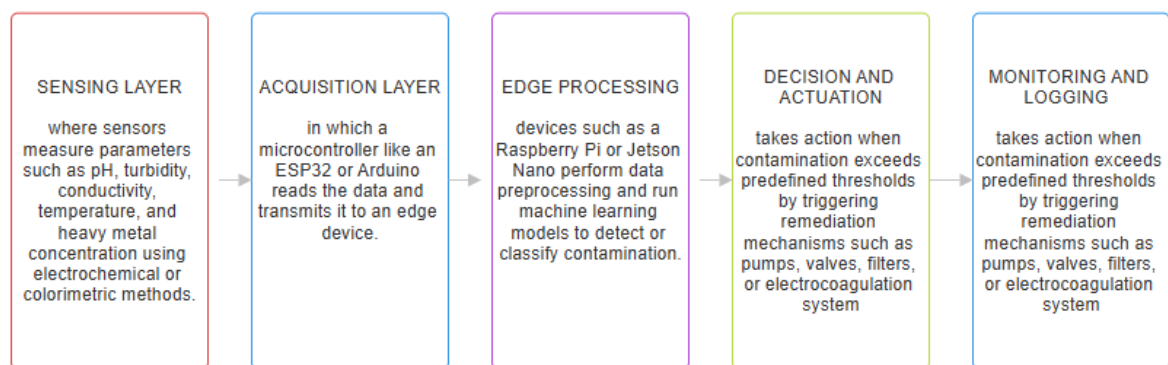 SENSING LAYER
where sensors
measure parameters
such as pH, turbidity,
conductivity,
temperature, and
heavy metal
concentration using
electrochemical or
colorimetric methods.
ACQUISITION LAYER
in which a
microcontroller like an
ESP32 or Arduino
reads the data and
transmits it to an edge
device.
EDGE PROCESSING
devices such as a
Raspberry Pi or Jetson
Nano perform data
preprocessing and run
machine learning
models to detect or
classify contamination.
DECISION AND
ACTUATION
takes action when
contamination exceeds
predefined thresholds
by triggering
remediation
mechanisms such as
pumps, valves, filters,
or electrocoagulation
system
MONITORING AND
LOGGING
takes action when
contamination exceeds
predefined thresholds
by triggering
remediation
mechanisms such as
pumps, valves, filters,
or electrocoagulation
system